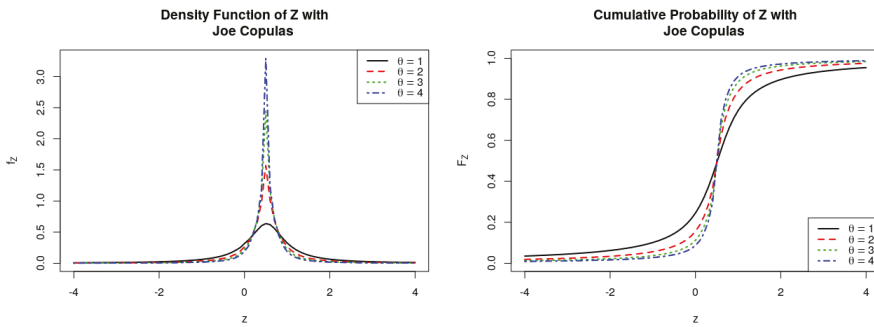 Density Function of Z with
Joe Copulas
θ = 1
θ = 2
θ = 3
θ = 4
fZ
0.0
0.5
1.0
1.5
2.0
2.5
3.0
-4
-2
0
2
4
z
Cumulative Probability of Z with
Joe Copulas
FZ
0.0
0.2
0.4
0.6
0.8
1.0
θ = 1
θ = 2
θ = 3
θ = 4
-4
-2
0
2
4
z